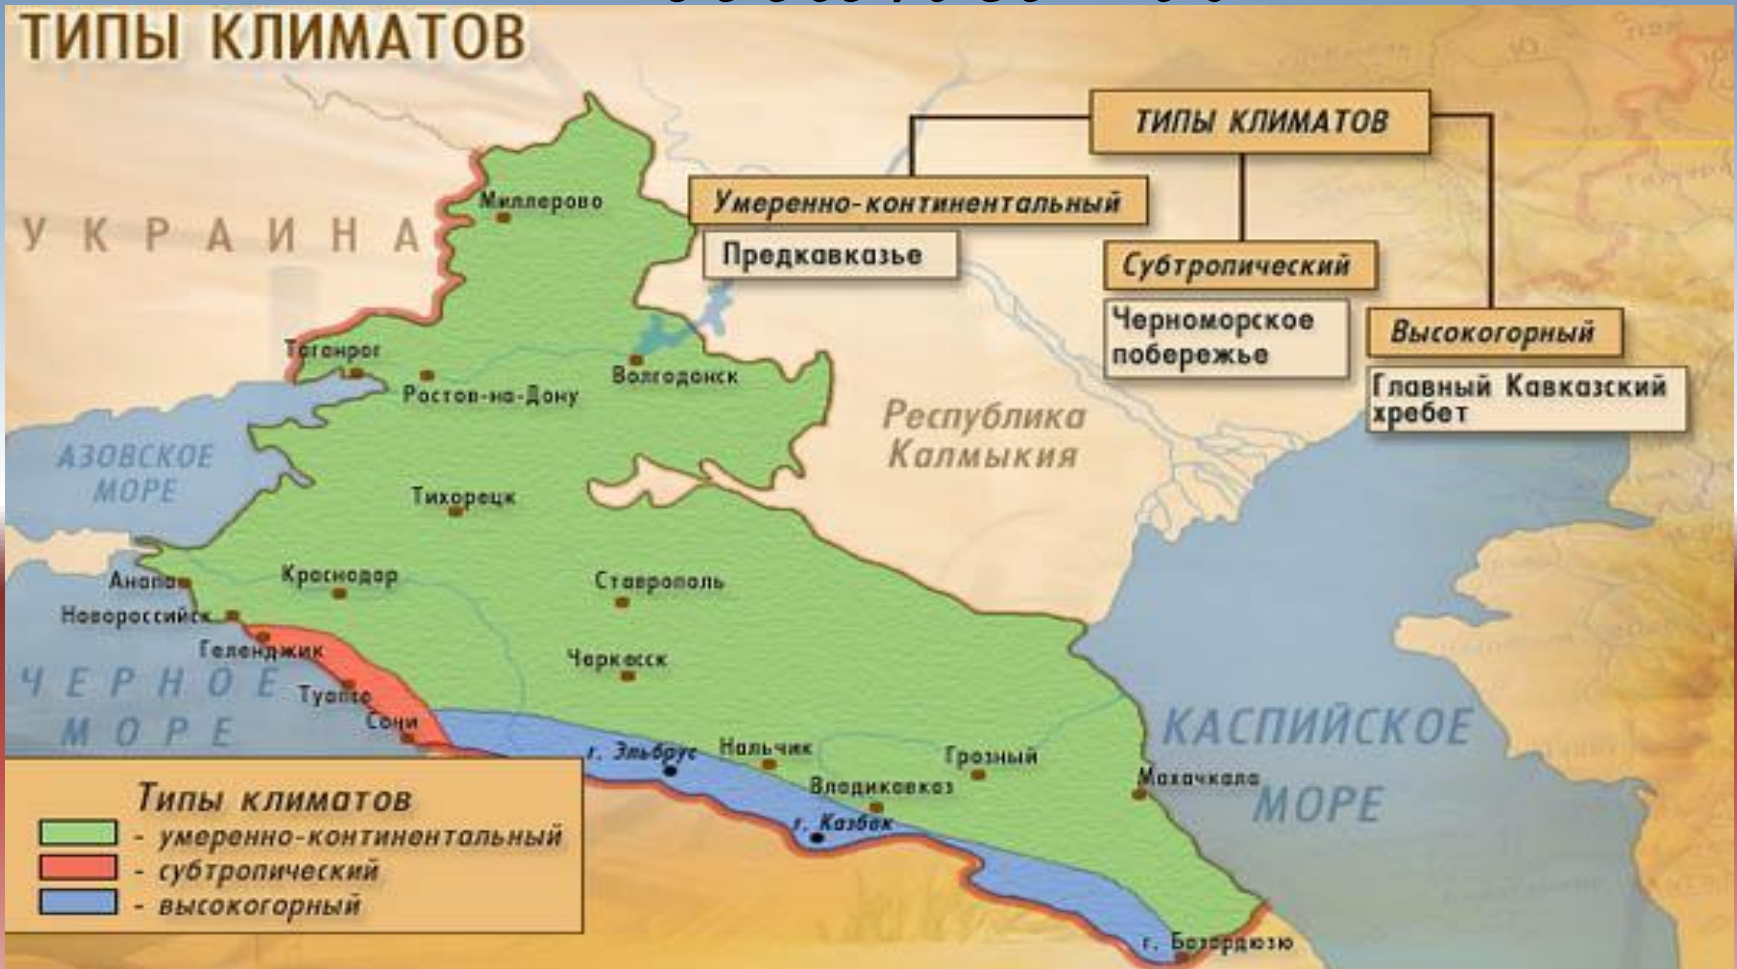 ТИПЫ КЛИМАТОВ
ТИПЫ КЛИМАТОВ
Умеренно-континентальный
Предкавказье
Субтропический
Черноморское
побережье
Высокогорный
Главный Кавказский
хребет
УКРАИНА
Миллерово
Таганрог
Ростов-на-Дону
Волгодонск
Республика
Калмыкия
АЗОВСКОЕ
МОРЕ
Тихорецк
Анапа
Краснодар
Ставрополь
Новороссийск
Геленджик
Черкесск
ЧЕРНОЕ
МОРЕ
Туапсе
Сочи
г. Эльбрус
Нальчик
Грозный
Владикавказ
г. Казбек
Махачкала
КАСПИЙСКОЕ
МОРЕ
г. Базардюзю
Типы климатов
- умеренно-континентальный
- субтропический
- высокогорный